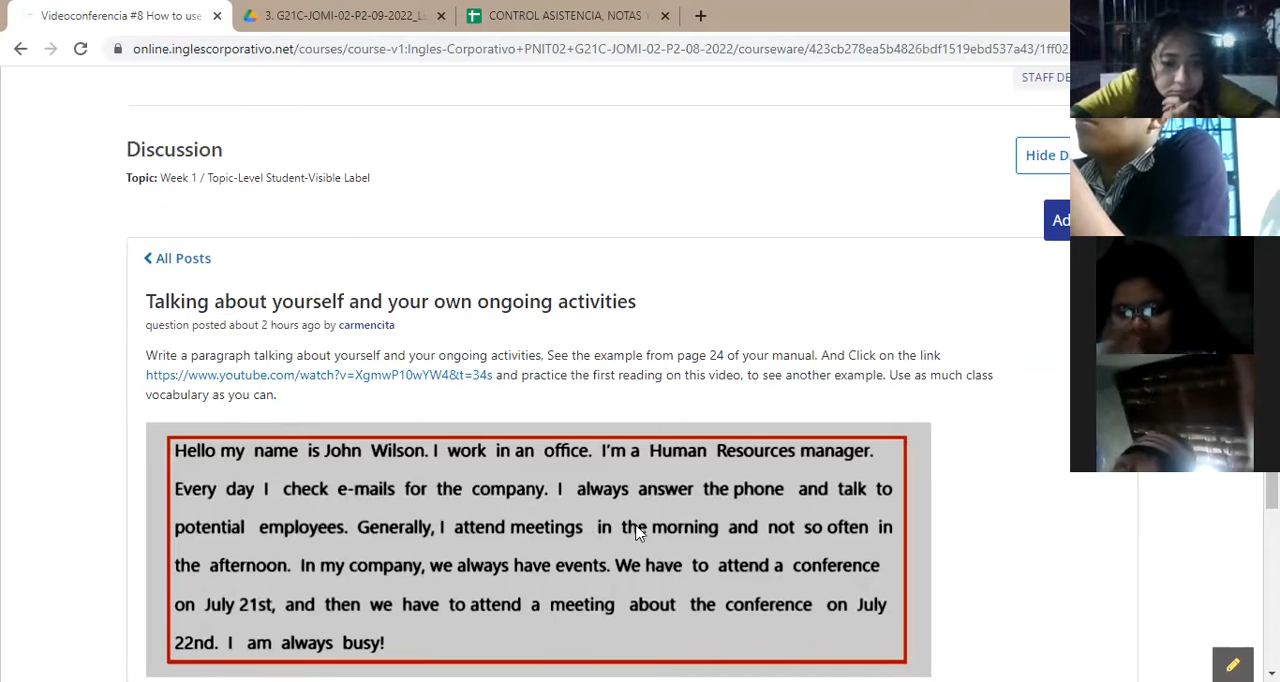 Videoconferencia #8 How to use
3. G21C-JOMI-02-P2-09-2022_L
CONTROL ASISTENCIA, NOTAS
online.inglescorporativo.net/courses/course-v1:Ingles-Corporativo+PNIT02+G21C-JOMI-02-P2-08-2022/courseware/423cb278ea5b4826bdf1519ebd537a43/1ff02
STAFF DE
Discussion
Hide D
Topic: Week 1 / Topic-Level Student-Visible Label
Ad
All Posts
Talking about yourself and your own ongoing activities
question posted about 2 hours ago by carmencita
Write a paragraph talking about yourself and your ongoing activities, See the example from page 24 of your manual. And Click on the link
https://www.youtube.com/watch?v=XgmwP10wYW4&t=34s and practice the first reading on this video, to see another example. Use as much class
vocabulary as you can.
Hello my name is John Wilson. I work in an office. I'm a Human Resources manager.
Every day I check e-mails for the company. I always answer the phone and talk to
potential employees. Generally, I attend meetings in the morning and not so often in
the afternoon. In my company, we always have events. We have to attend a conference
on July 21st, and then we have to attend a meeting about the conference on July
22nd. I am always busy!